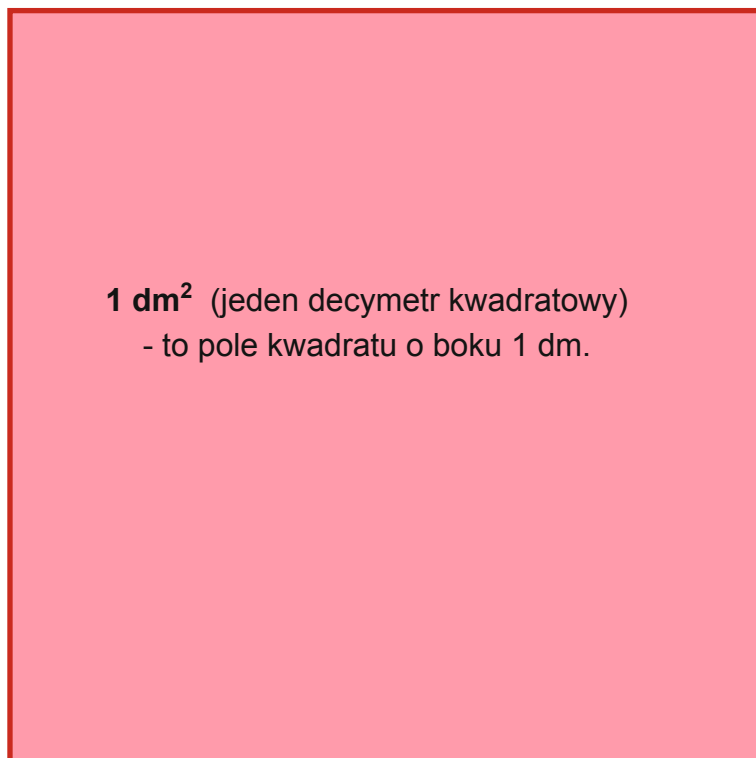 1 dm² (jeden decymetr kwadratowy)
- to pole kwadratu o boku 1 dm.